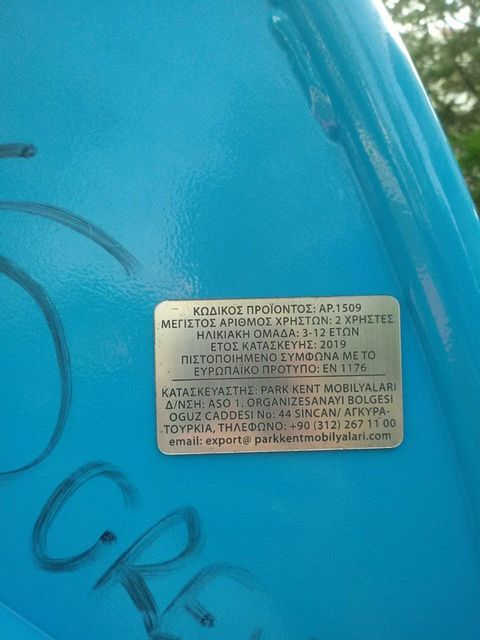 ΚΩΔΙΚΟΣ ΠΡΟΪΟΝΤΟΣ: AP.1509
ΜΕΓΙΣΤΟΣ ΑΡΙΘΜΟΣ ΧΡΗΣΤΩΝ: 2 ΧΡΗΣΤΕΣ
ΗΛΙΚΙΑΚΗ ΟΜΑΔΑ: 3-12 ΕΤΩΝ
ΕΤΟΣ ΚΑΤΑΣΚΕΥΗΣ: 2019
ΠΙΣΤΟΠΟΙΗΜΕΝΟ ΣΥΜΦΩΝΑ ΜΕ ΤΟ
ΕΥΡΩΠΑΪΚΟ ΠΡΟΤΥΠΟ: EN 1176
ΚΑΤΑΣΚΕΥΑΣΤΗΣ: PARK KENT MOBILYALARI
Δ/ΝΣΗ: ASO 1. ORGANIZESANAYI BOLGESI
OGUZ CADDESI No: 44 SINCAN/ ΑΓΚΥΡΑ-
ΤΟΥΡΚΙΑ, ΤΗΛΕΦΩΝΟ: +90 (312) 267 11 00
email: export@ parkkentmobilyalari.com